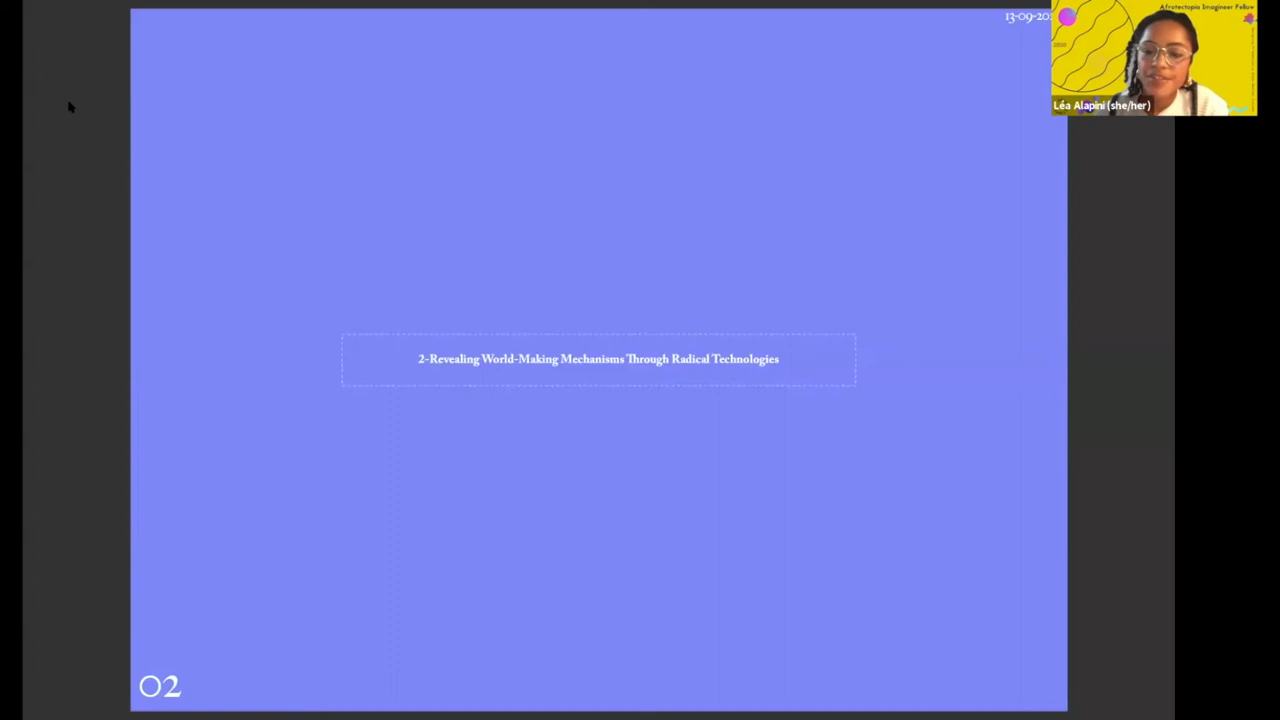 13-09-20
Afrotectopia Imagineer Fellow
2020
Léa Alapini (she/her)
2-Revealing World-Making Mechanisms Through Radical Technologies
02